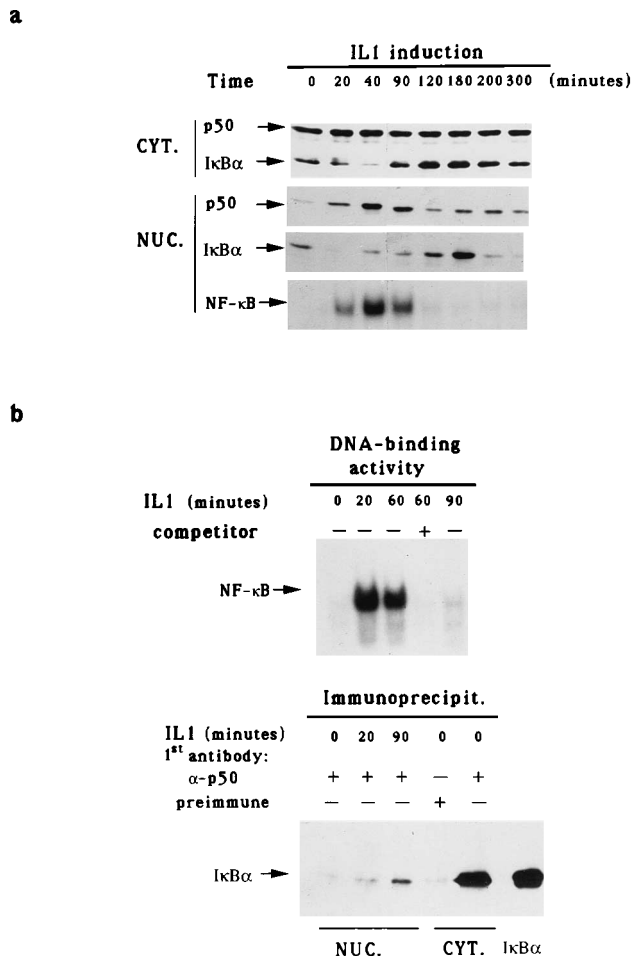 a
IL1 induction
Time 0 20 40 90 120 180 200 300 (minutes)
CYT.
p50
IκBα
NUC.
p50
IκBα
NF-κB
b
DNA-binding
activity
IL1 (minutes) 0 20 60 60 90
competitor − − − + −
NF-κB
Immunoprecipit.
IL1 (minutes) 0 20 90 0 0
1st antibody:
α-p50 + + + − +
preimmune − − − + −
IκBα
NUC. CYT. IκBα